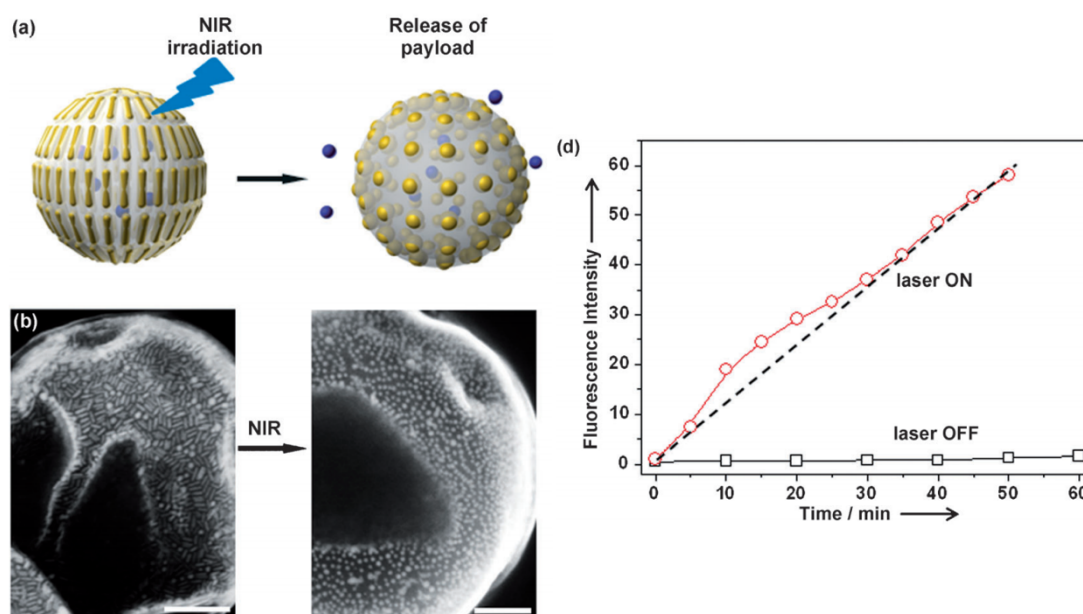 (a)
NIR
irradiation
Release of
payload
(b)
NIR
(d)
Fluorescence Intensity
60
50
40
30
20
10
0
laser ON
laser OFF
0
10
20
30
40
50
60
Time / min